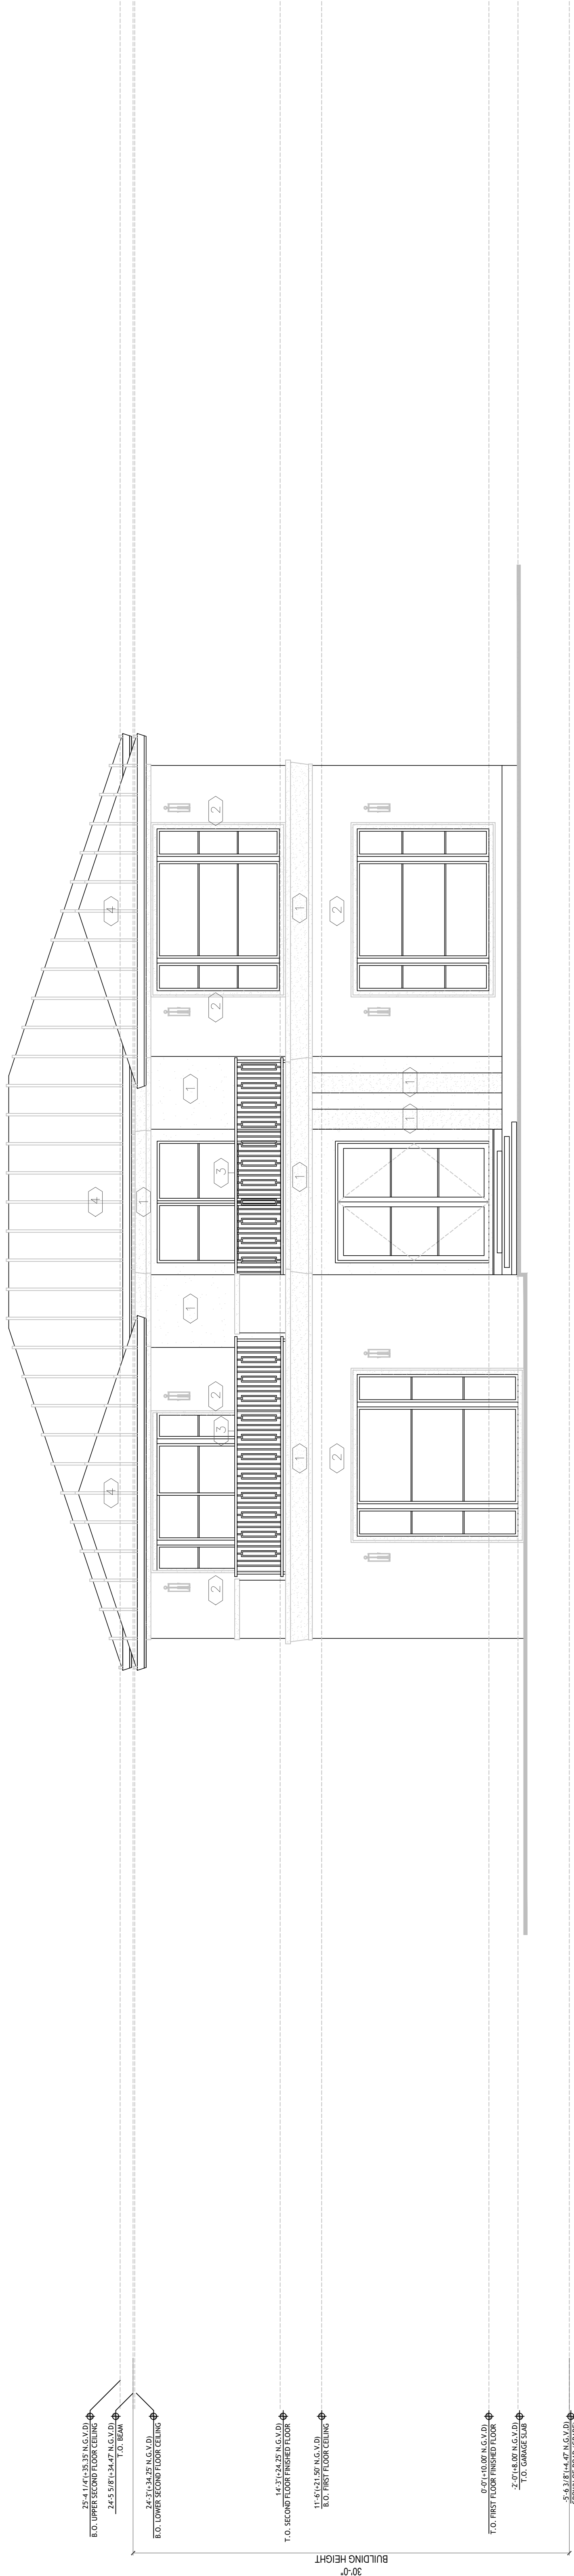 25'-4 1/4"(+35.35' N.G.V.D)
B.O. UPPER SECOND FLOOR CEILING
24'-5 5/8"(+34.47' N.G.V.D)
T.O. BEAM
24'-3"(+34.25' N.G.V.D)
B.O. LOWER SECOND FLOOR CEILING
14'-3"(+24.25' N.G.V.D)
T.O. SECOND FLOOR FINISHED FLOOR
11'-6"(+21.50' N.G.V.D)
B.O. FIRST FLOOR CEILING
0'-0"(+10.00' N.G.V.D)
T.O. FIRST FLOOR FINISHED FLOOR
-2'-0"(+8.00' N.G.V.D)
T.O. GARAGE SLAB
-5'-6 3/8"(+4.47' N.G.V.D)
30'-0"
BUILDING HEIGHT
4
4
4
1
2
2
2
2
3
1
1
1
3
2
2
1
1
1
2
2
1
1